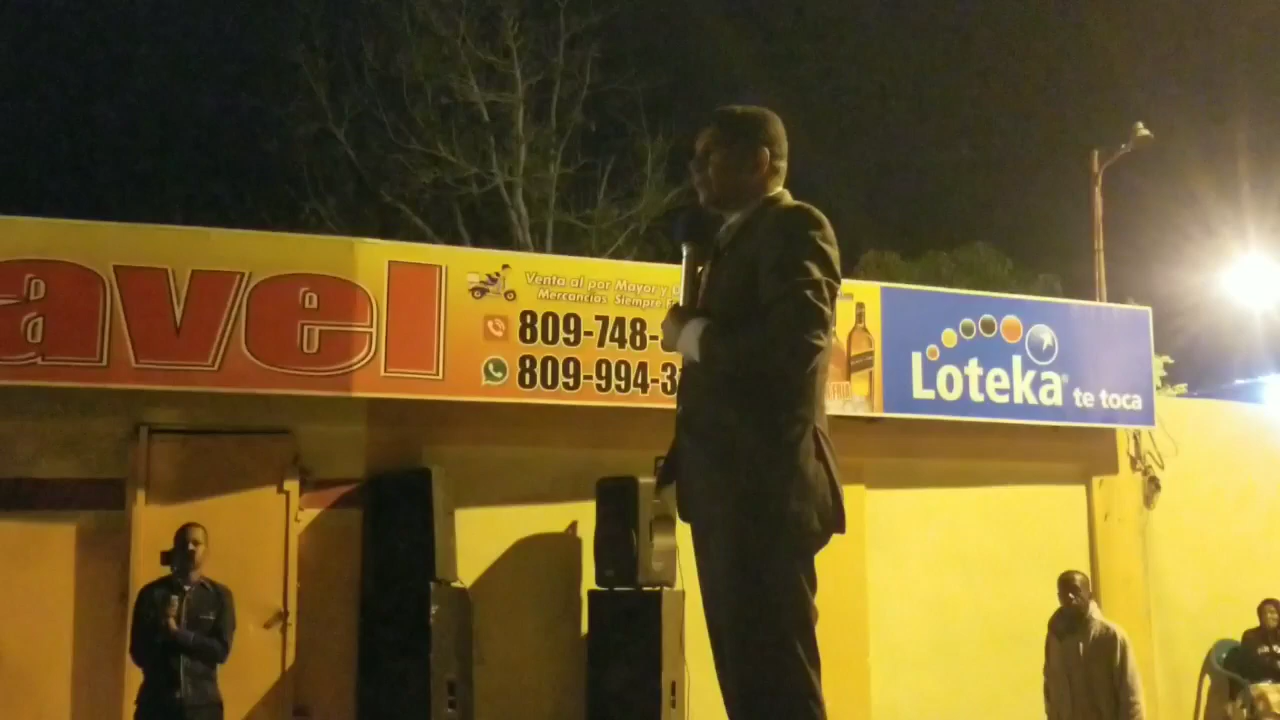 avel
Venta al por Mayor y
Mercancías Siempre
809-748-
809-994-3
Loteka
te toca